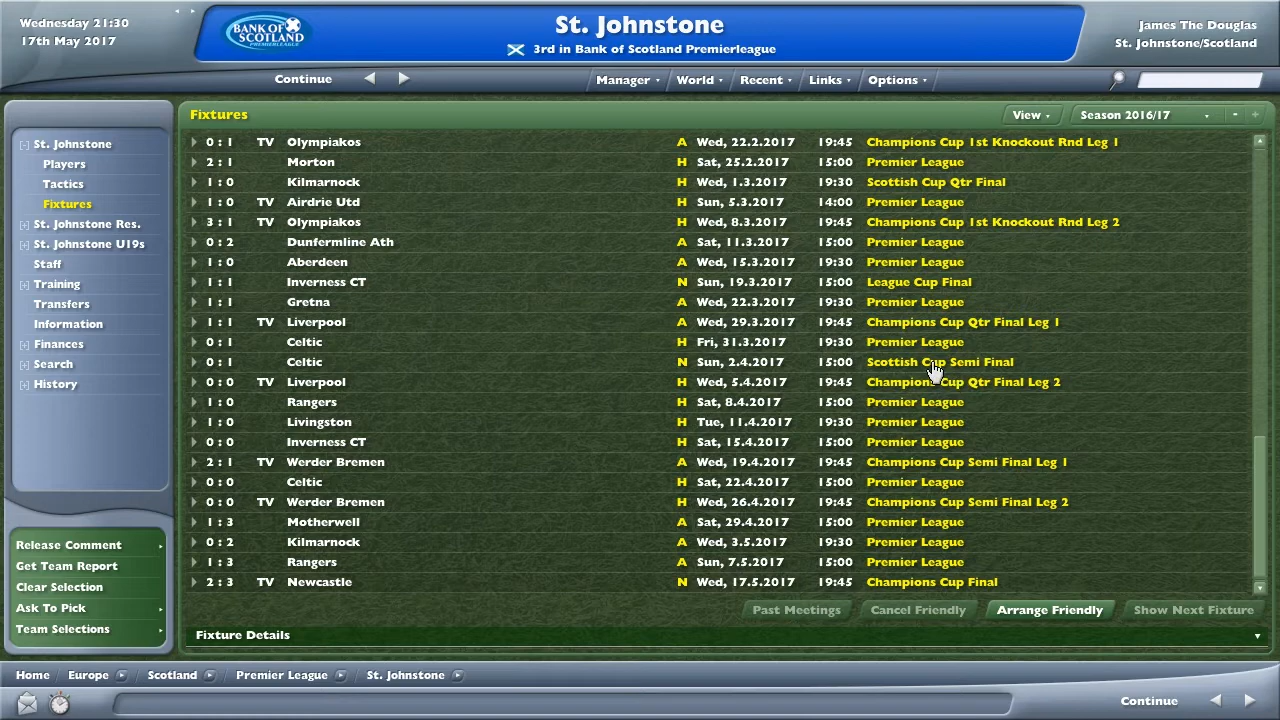 Wednesday 21:30
17th May 2017
BANK OF SCOTLAND PREMIERLEAGUE
St. Johnstone
3rd in Bank of Scotland Premierleague
James The Douglas
St. Johnstone/Scotland
Continue
Manager World Recent Links Options
Fixtures View Season 2016/17 - +
St. Johnstone
Players
Tactics
Fixtures
St. Johnstone Res.
St. Johnstone U19s
Staff
Training
Transfers
Information
Finances
Search
History
Release Comment
Get Team Report
Clear Selection
Ask To Pick
Team Selections
0 : 1 TV Olympiakos A Wed, 22.2.2017 19:45 Champions Cup 1st Knockout Rnd Leg 1
2 : 1 Morton H Sat, 25.2.2017 15:00 Premier League
1 : 0 Kilmarnock H Wed, 1.3.2017 19:30 Scottish Cup Qtr Final
1 : 0 TV Airdrie Utd H Sun, 5.3.2017 14:00 Premier League
3 : 1 TV Olympiakos H Wed, 8.3.2017 19:45 Champions Cup 1st Knockout Rnd Leg 2
0 : 2 Dunfermline Ath A Sat, 11.3.2017 15:00 Premier League
1 : 0 Aberdeen A Wed, 15.3.2017 19:30 Premier League
1 : 1 Inverness CT N Sun, 19.3.2017 15:00 League Cup Final
1 : 1 Gretna A Wed, 22.3.2017 19:30 Premier League
1 : 1 TV Liverpool A Wed, 29.3.2017 19:45 Champions Cup Qtr Final Leg 1
0 : 1 Celtic H Fri, 31.3.2017 19:30 Premier League
0 : 1 Celtic N Sun, 2.4.2017 15:00 Scottish Cup Semi Final
0 : 0 TV Liverpool H Wed, 5.4.2017 19:45 Champions Cup Qtr Final Leg 2
1 : 0 Rangers H Sat, 8.4.2017 15:00 Premier League
1 : 0 Livingston H Tue, 11.4.2017 19:30 Premier League
0 : 0 Inverness CT H Sat, 15.4.2017 15:00 Premier League
2 : 1 TV Werder Bremen A Wed, 19.4.2017 19:45 Champions Cup Semi Final Leg 1
0 : 0 Celtic H Sat, 22.4.2017 15:00 Premier League
0 : 0 TV Werder Bremen H Wed, 26.4.2017 19:45 Champions Cup Semi Final Leg 2
1 : 3 Motherwell A Sat, 29.4.2017 15:00 Premier League
0 : 2 Kilmarnock A Wed, 3.5.2017 19:30 Premier League
1 : 3 Rangers A Sun, 7.5.2017 15:00 Premier League
2 : 3 TV Newcastle N Wed, 17.5.2017 19:45 Champions Cup Final
Past Meetings Cancel Friendly Arrange Friendly Show Next Fixture
Fixture Details
Home Europe Scotland Premier League St. Johnstone
Continue